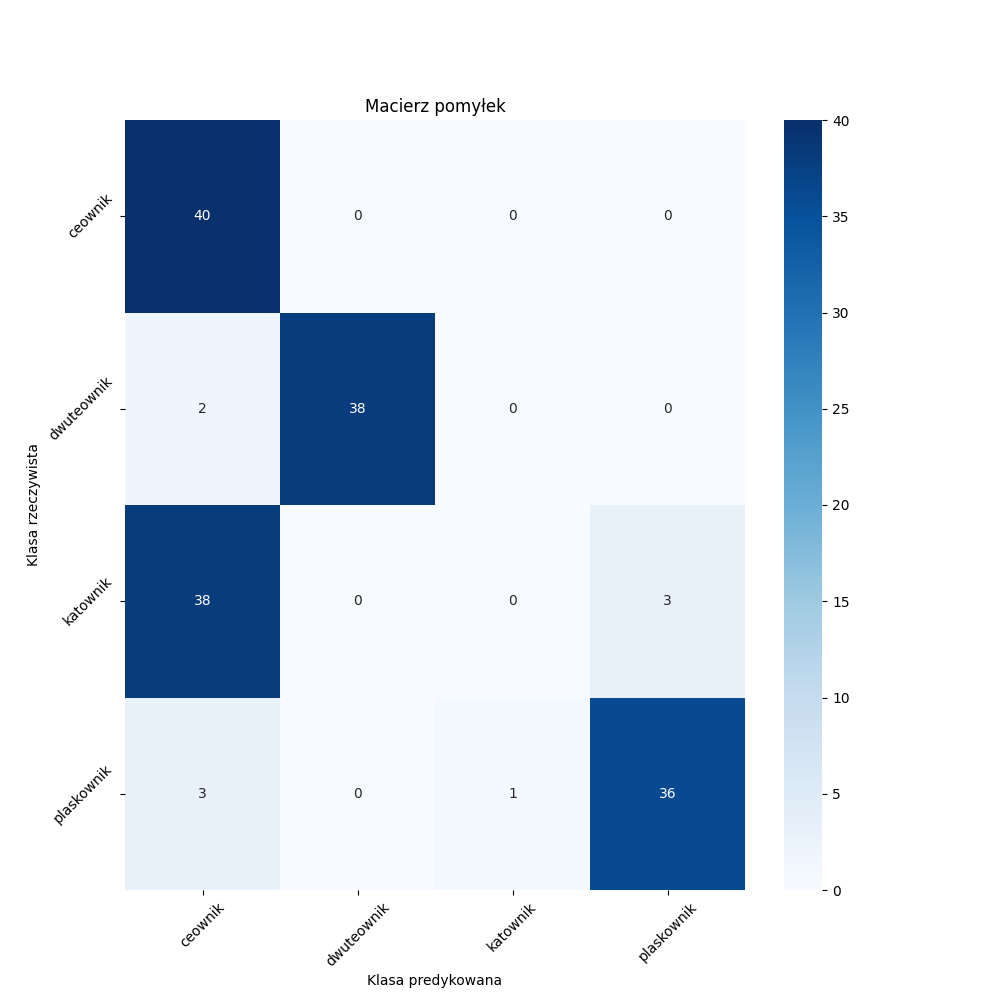 Macierz pomyłek
Klasa rzeczywista
ceownik
40 0 0 0
dwuteownik
2 38 0 0
katownik
38 0 0 3
plaskownik
3 0 1 36
ceownik dwuteownik katownik plaskownik
Klasa predykowana
40
35
30
25
20
15
10
5
0